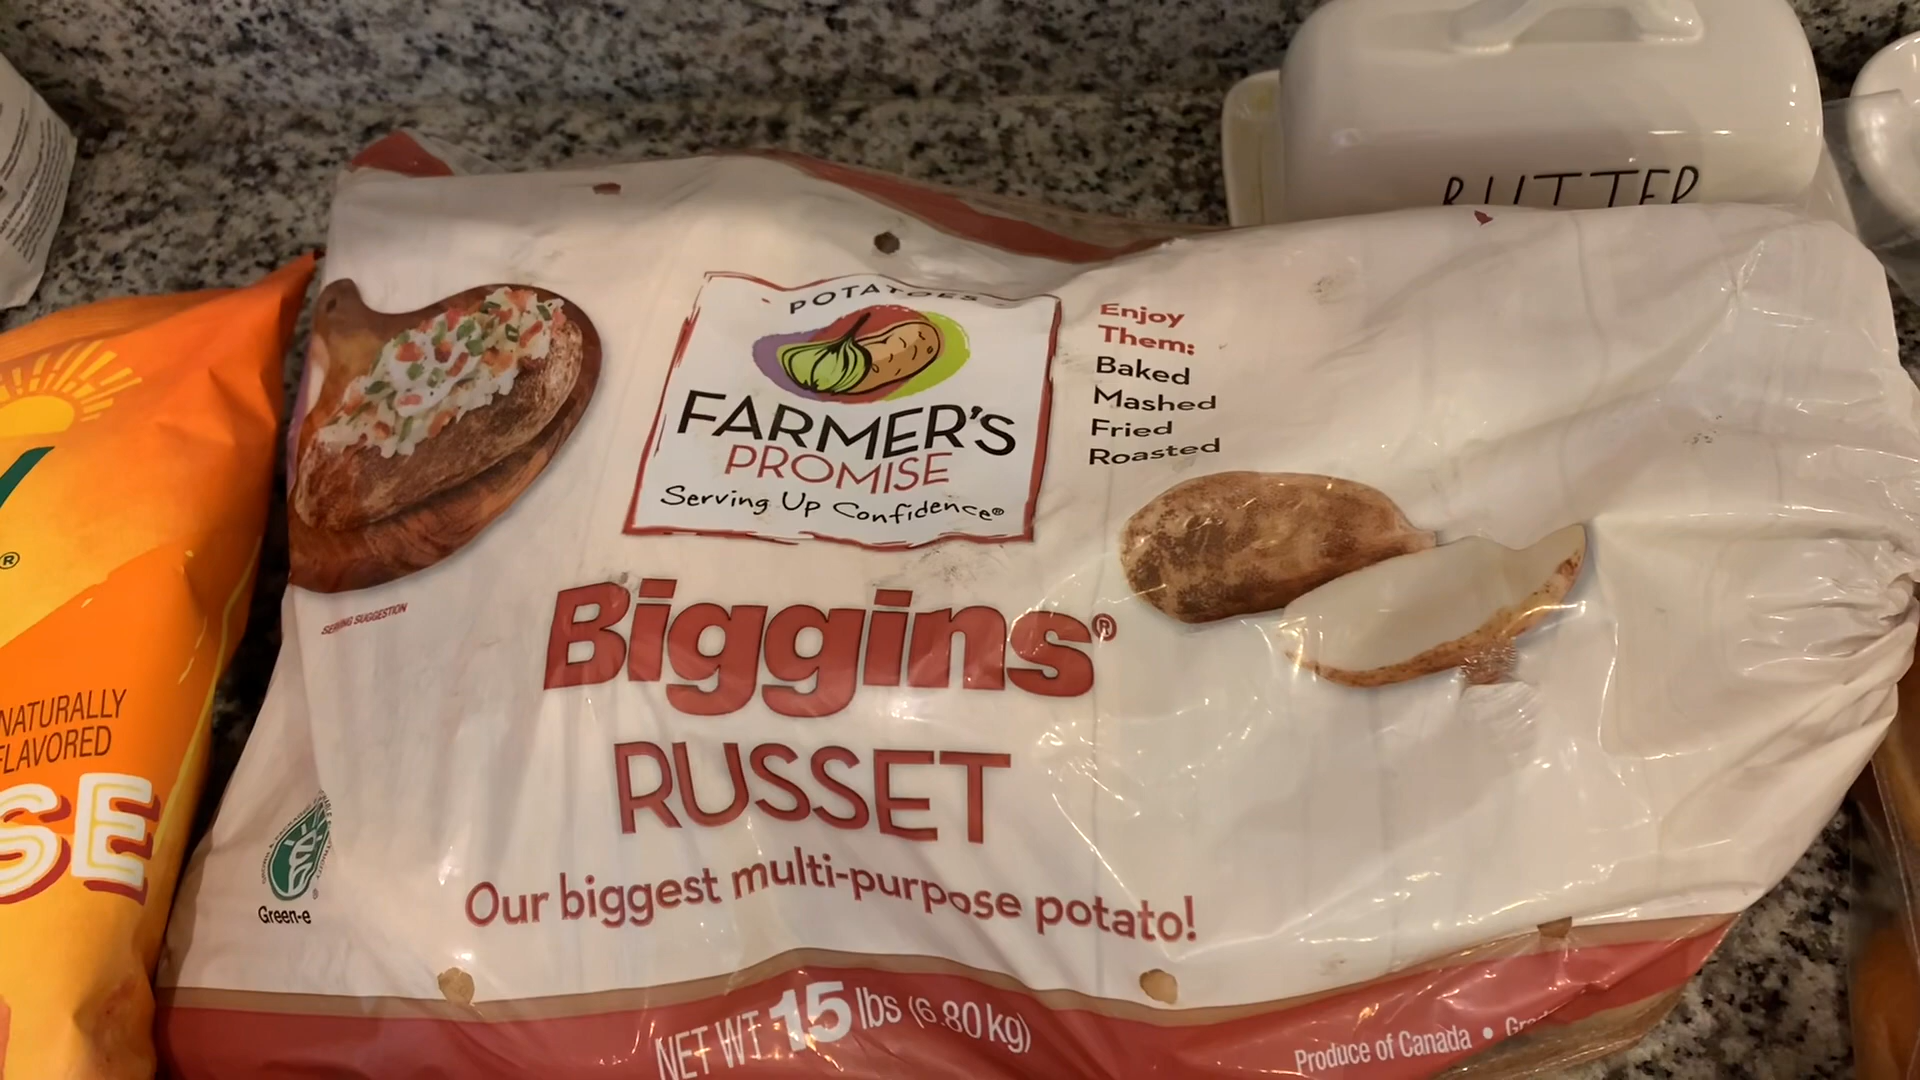 BUTTER
POTATOES
FARMER'S
PROMISE
Serving Up Confidence®
Enjoy
Them:
Baked
Mashed
Fried
Roasted
SERVING SUGGESTION
Biggins®
RUSSET
Our biggest multi-purpose potato!
Green-e
®
NET WT 15 lbs (6.80 kg)
Produce of Canada •
®
NATURALLY
FLAVORED
SE